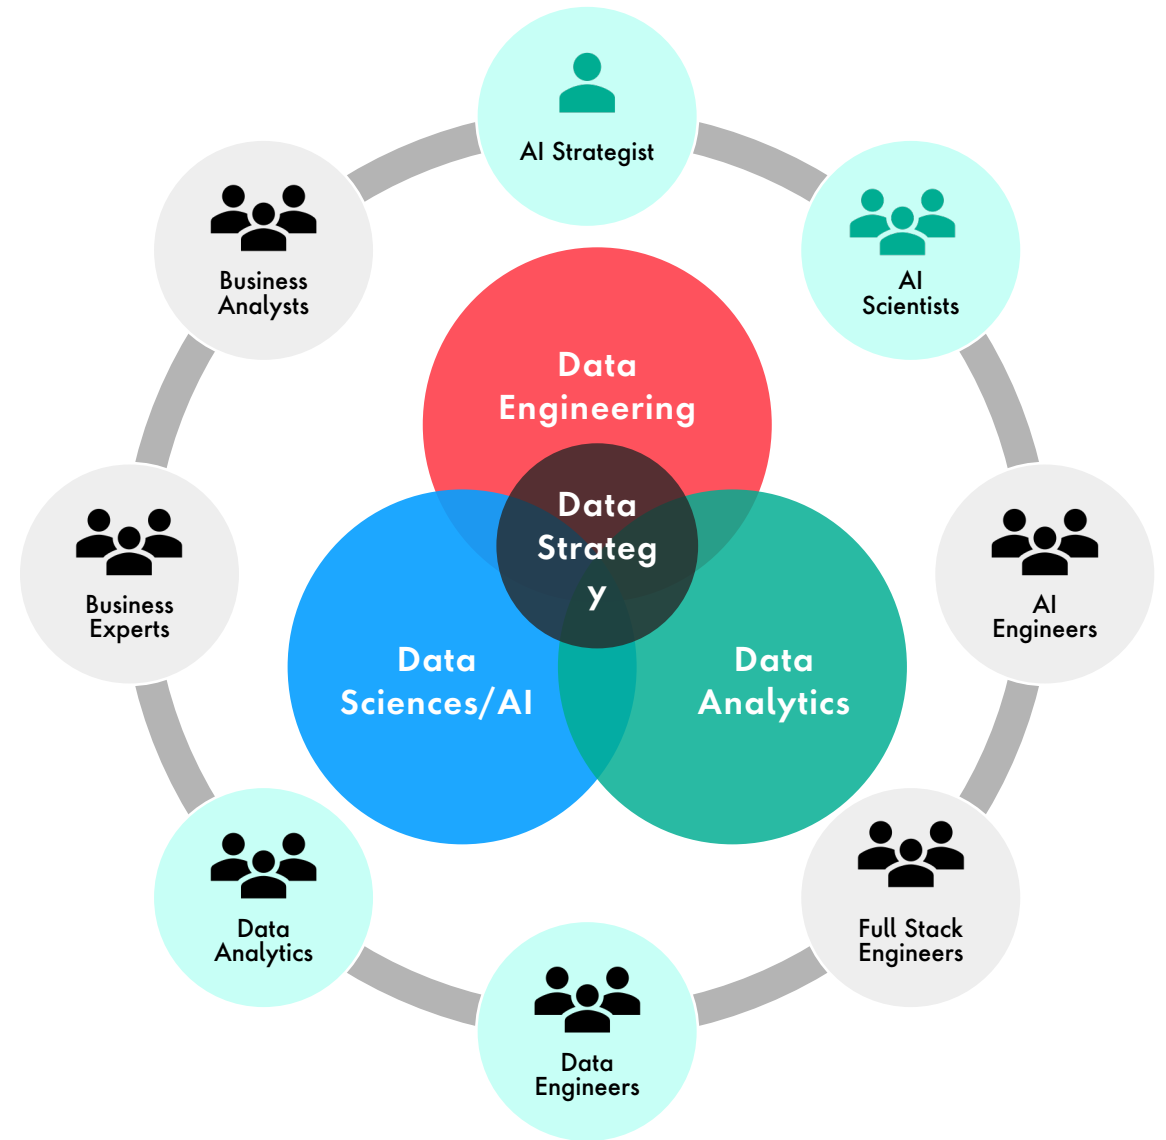 AI Strategist
AI
Scientists
Business
Analysts
Data
Engineering
Data
Strateg
y
AI
Engineers
Business
Experts
Data
Sciences/AI
Data
Analytics
Full Stack
Engineers
Data
Analytics
Data
Engineers